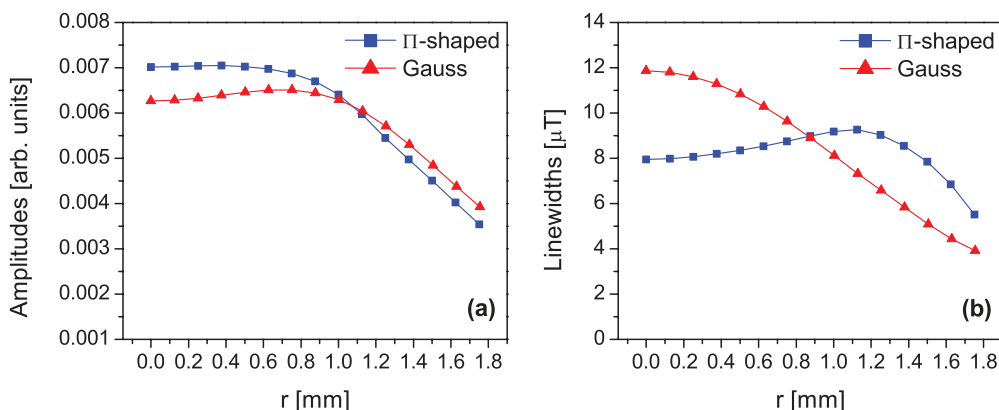 Amplitudes [arb. units]
0.008
0.007
0.006
0.005
0.004
0.003
0.002
0.001
0.0 0.2 0.4 0.6 0.8 1.0 1.2 1.4 1.6 1.8
r [mm]
Π-shaped
Gauss
(a)
Linewidths [μT]
14
12
10
8
6
4
2
0
0.0 0.2 0.4 0.6 0.8 1.0 1.2 1.4 1.6 1.8
r [mm]
Π-shaped
Gauss
(b)